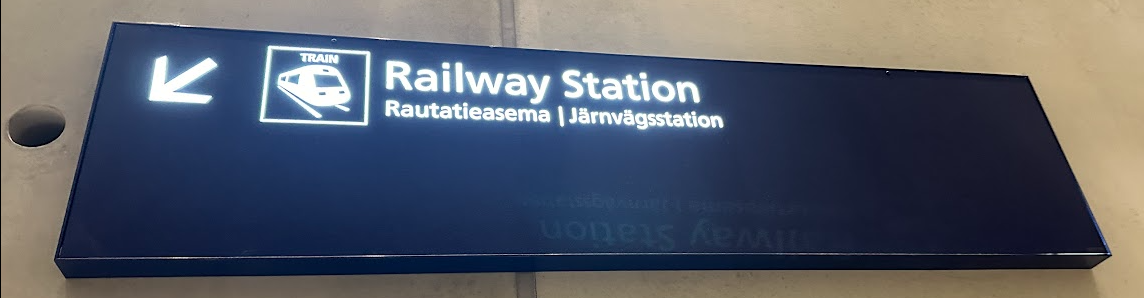 TRAIN
Railway Station
Rautatieasema | Järnvägsstation